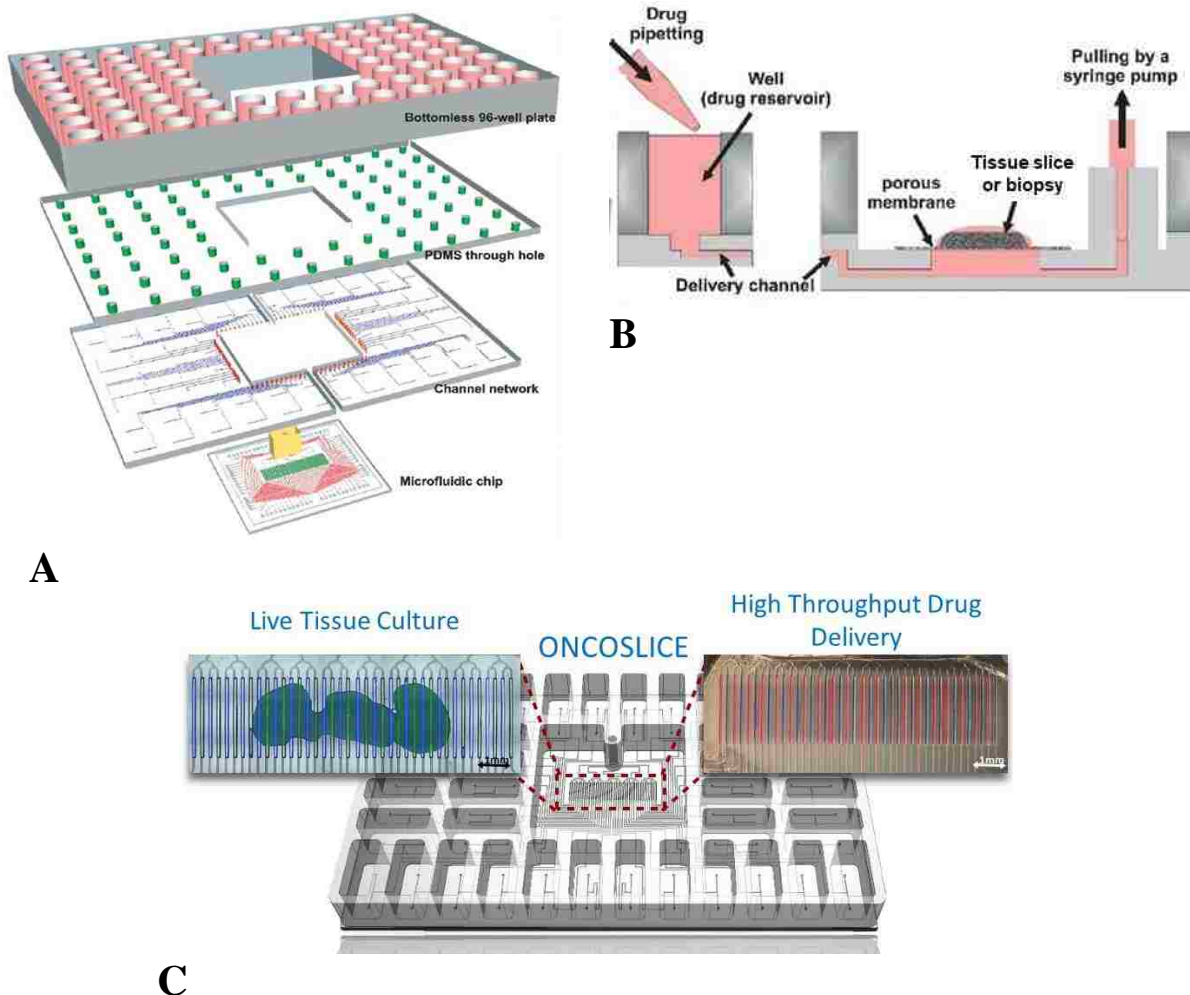 Bottomless 96-well plate
PDMS through hole
Channel network
Microfluidic chip
A
Drug
pipetting
Well
(drug reservoir)
Pulling by a
syringe pump
Tissue slice
or biopsy
porous
membrane
Delivery channel
B
Live Tissue Culture
ONCOSLICE
High Throughput Drug
Delivery
1mm
1mm
C